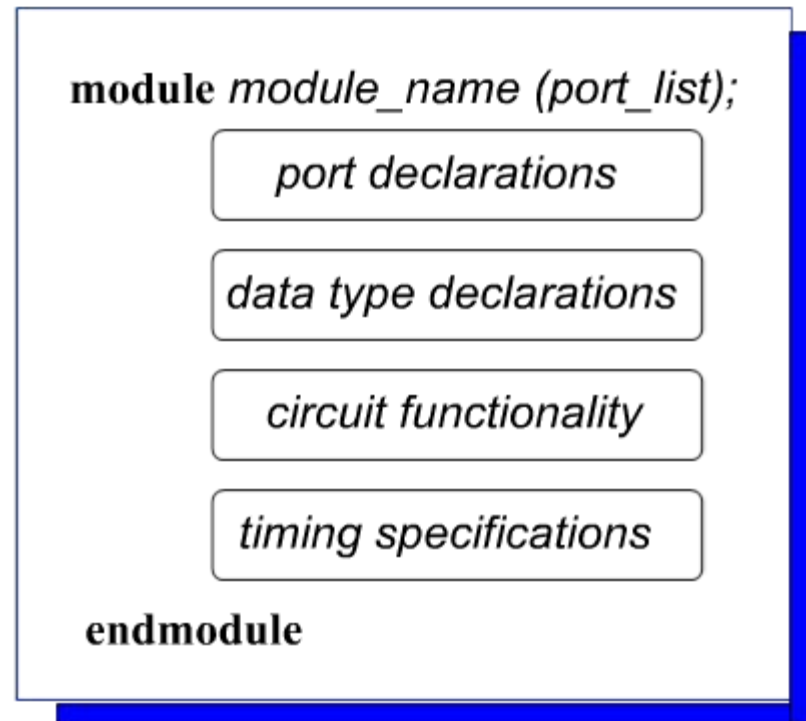 module module_name (port_list);
port declarations
data type declarations
circuit functionality
timing specifications
endmodule